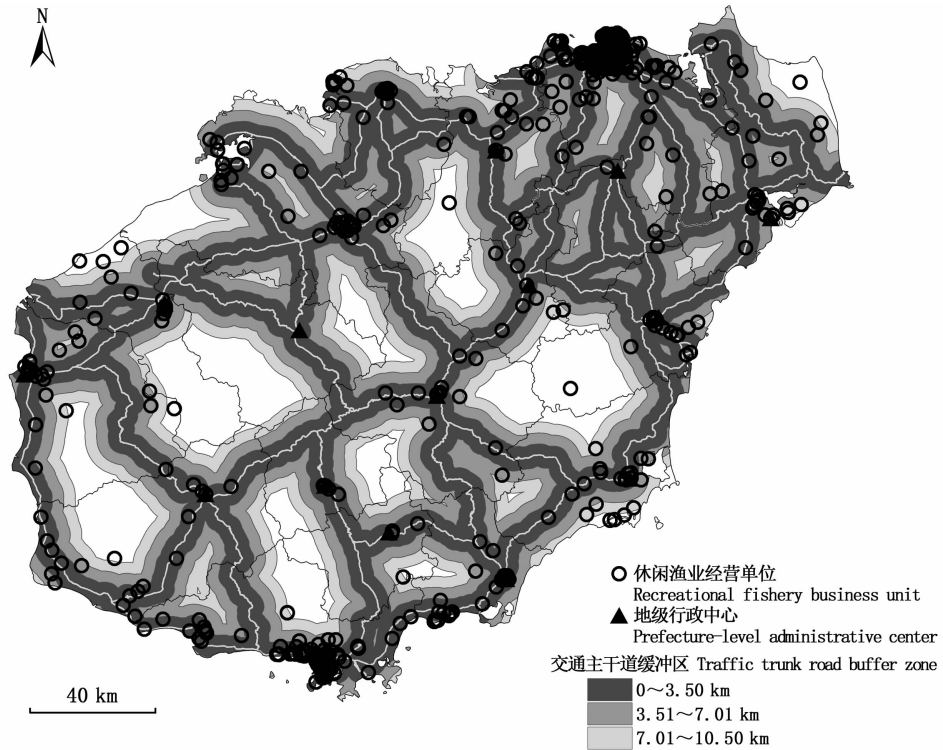 N
休闲渔业经营单位
Recreational fishery business unit
地级行政中心
Prefecture-level administrative center
交通主干道缓冲区 Traffic trunk road buffer zone
0～3.50 km
3.51～7.01 km
7.01～10.50 km
40 km